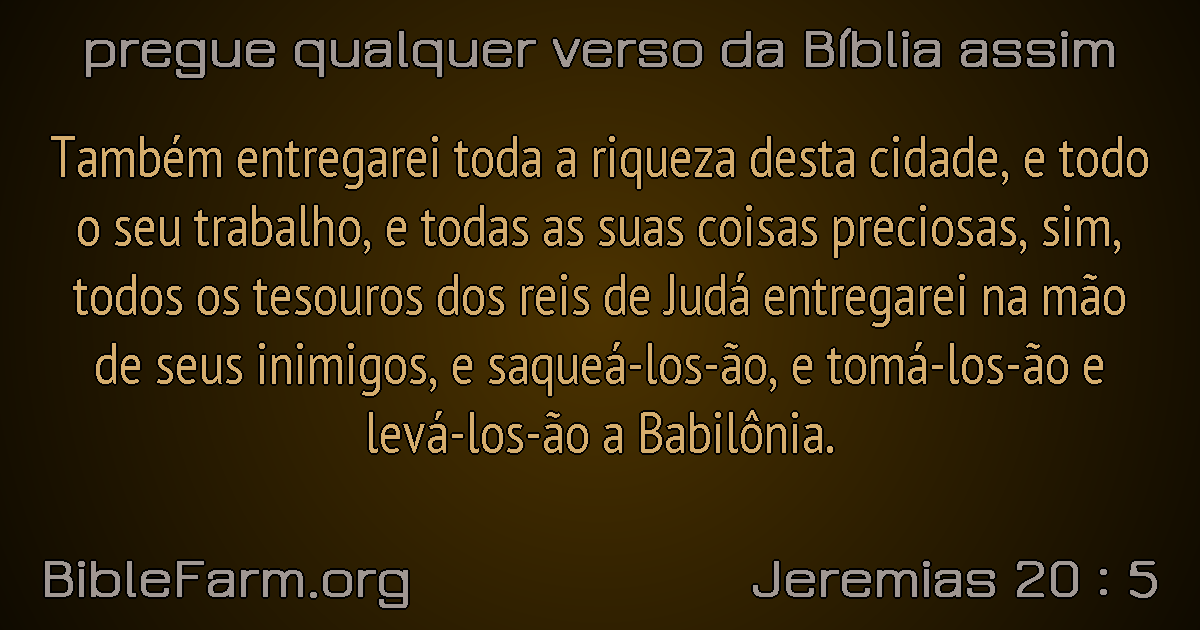 pregue qualquer verso da Bíblia assim
Também entregarei toda a riqueza desta cidade, e todo
o seu trabalho, e todas as suas coisas preciosas, sim,
todos os tesouros dos reis de Judá entregarei na mão
de seus inimigos, e saqueá-los-ão, e tomá-los-ão e
levá-los-ão a Babilônia.
BibleFarm.org
Jeremias 20 : 5